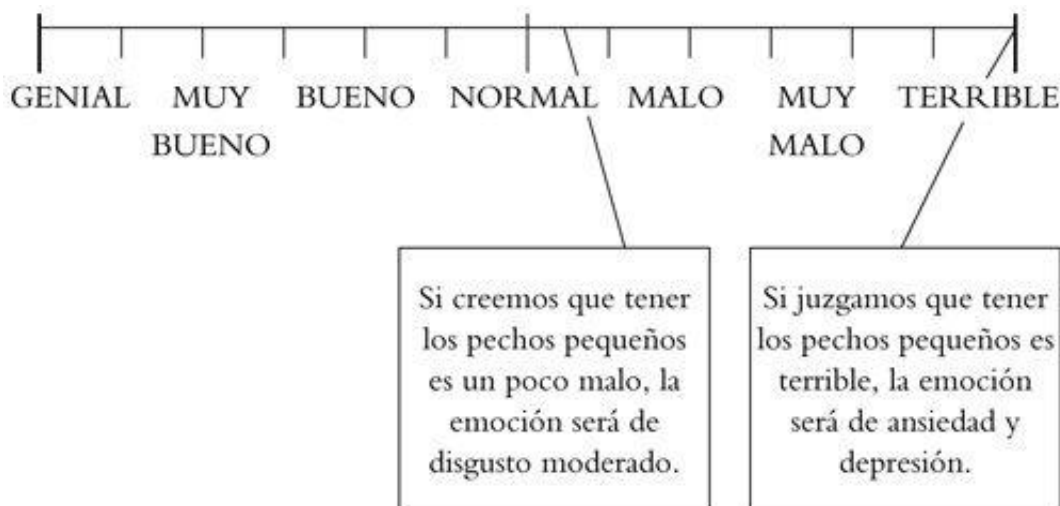 GENIAL MUY BUENO NORMAL MALO MUY TERRIBLE
BUENO MALO
Si creemos que tener
los pechos pequeños
es un poco malo, la
emoción será de
disgusto moderado.
Si juzgamos que tener
los pechos pequeños es
terrible, la emoción
será de ansiedad y
depresión.